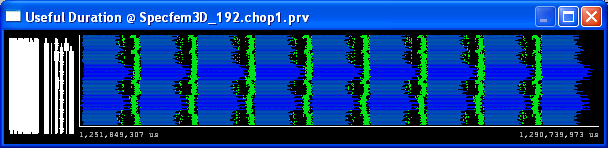 Useful Duration @ Specfem3D_192.chop1.prv
1,251,849,307 us
1,290,739,973 us